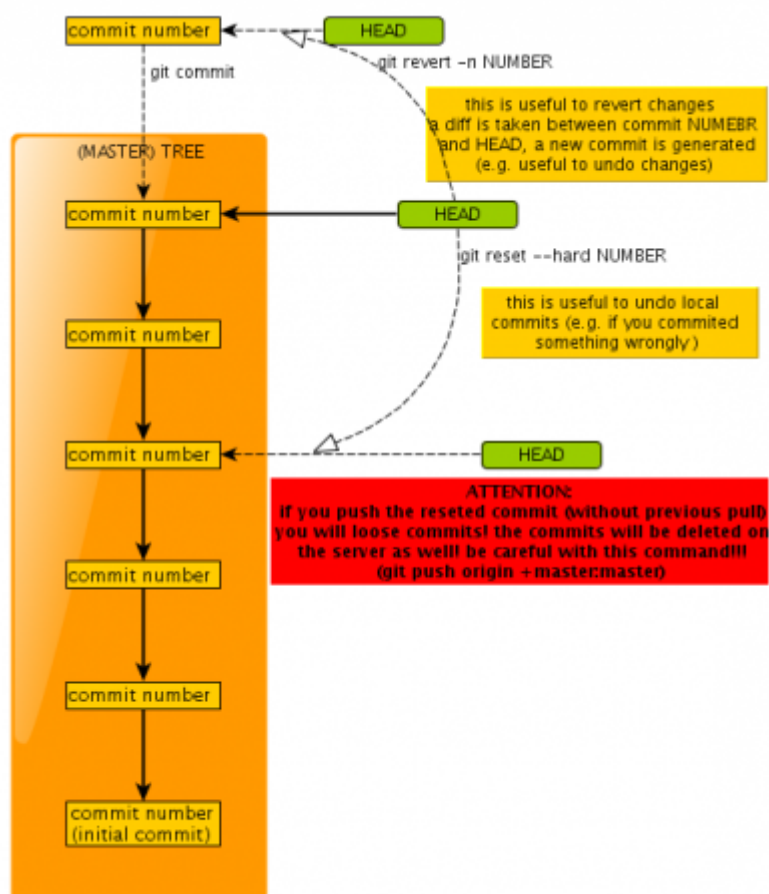 commit number
HEAD
git revert -n NUMBER
git commit
this is useful to revert changes
a diff is taken between commit NUMEBR
and HEAD, a new commit is generated
(e.g. useful to undo changes)
(MASTER) TREE
commit number
HEAD
git reset --hard NUMBER
this is useful to undo local
commits (e.g. if you commited
something wrongly)
commit number
commit number
HEAD
ATTENTION:
if you push the reseted commit (without previous pull)
you will loose commits! the commits will be deleted on
the server as well! be careful with this command!!!
(git push origin +master:master)
commit number
commit number
commit number
(initial commit)